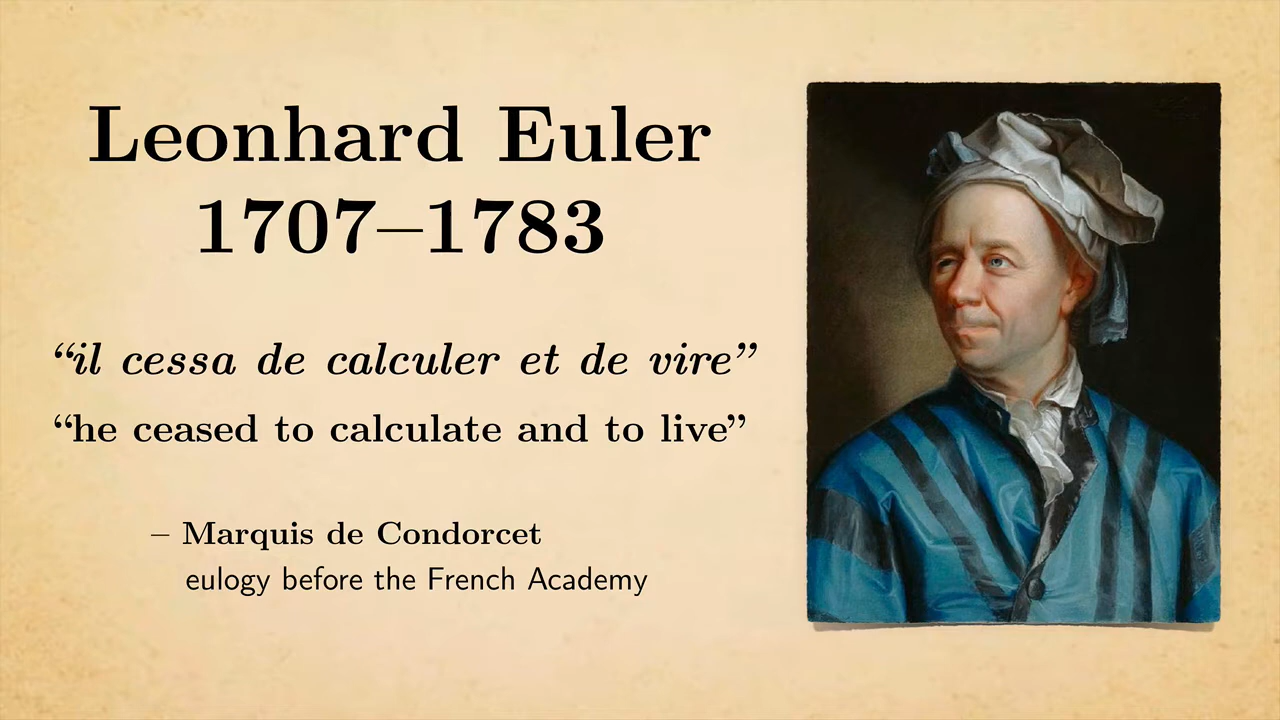 Leonhard Euler
1707–1783
“il cessa de calculer et de vire”
“he ceased to calculate and to live”
– Marquis de Condorcet
eulogy before the French Academy